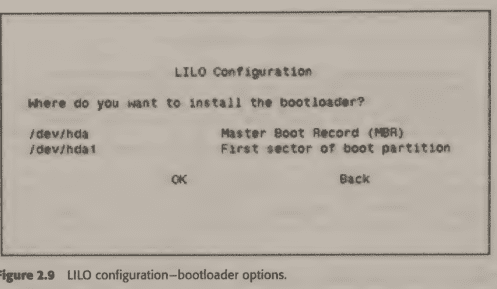 LILO Configuration
Where do you want to install the bootloader?
/dev/hda Master Boot Record (MBR)
/dev/hda1 First sector of boot partition
OK Back
Figure 2.9 LILO configuration—bootloader options.